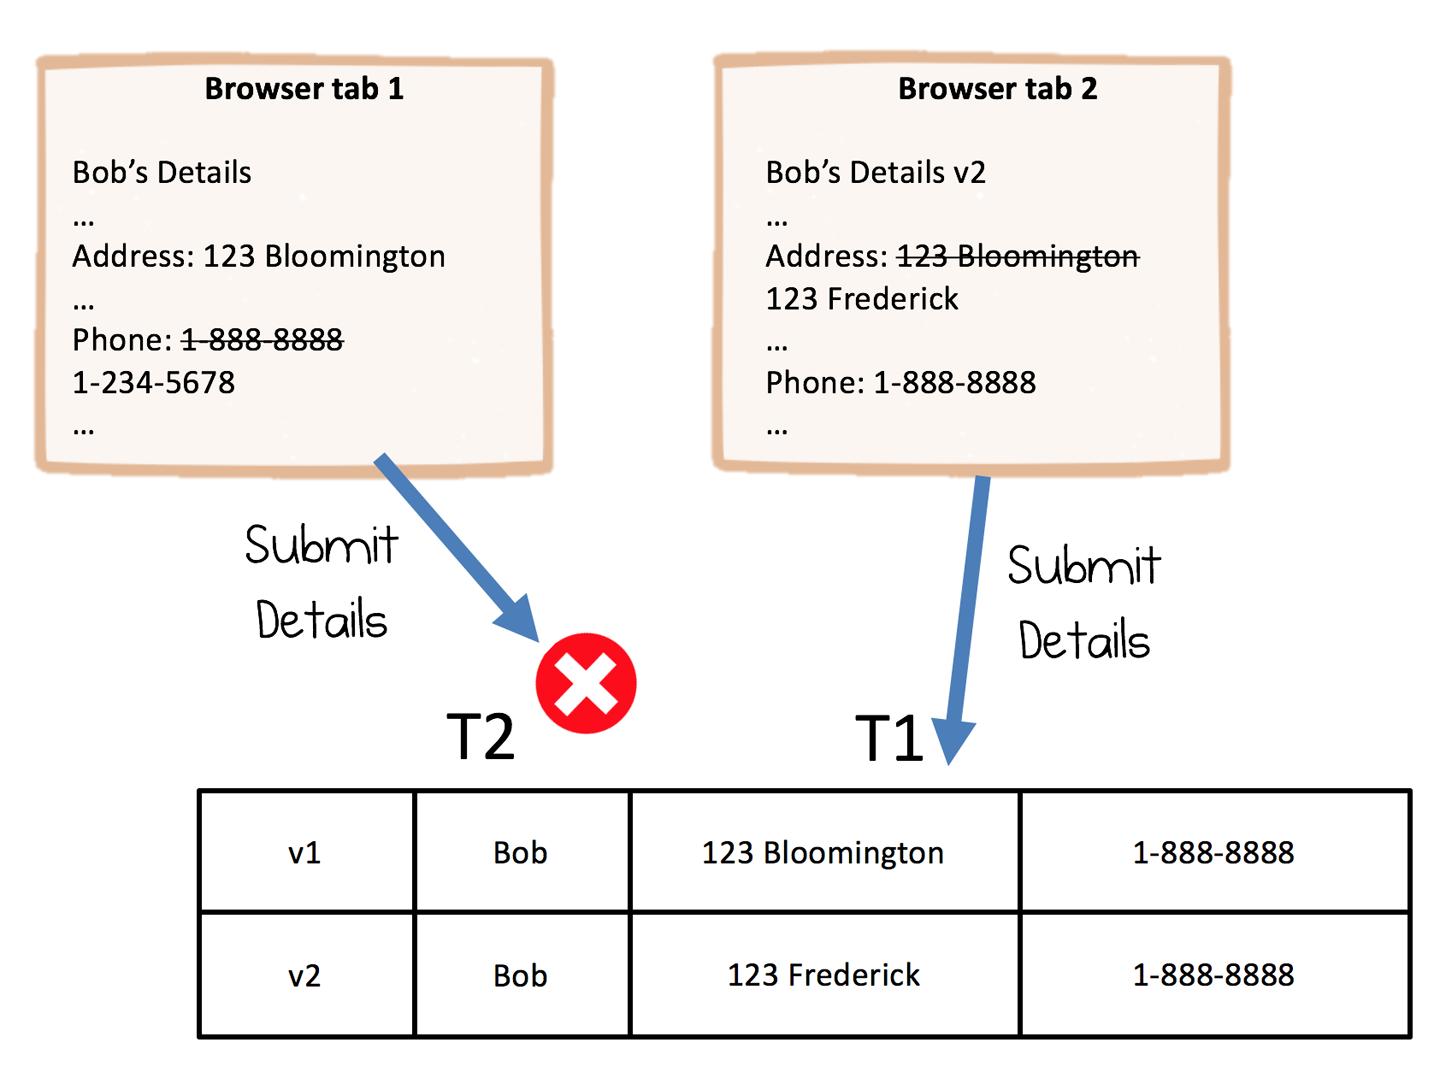 Browser tab 1
Bob’s Details
...
Address: 123 Bloomington
...
Phone: 1-888-8888
1-234-5678
...
Browser tab 2
Bob’s Details v2
...
Address: 123 Bloomington
123 Frederick
...
Phone: 1-888-8888
...
Submit
Details
Submit
Details
T2
T1
v1 Bob 123 Bloomington 1-888-8888
v2 Bob 123 Frederick 1-888-8888